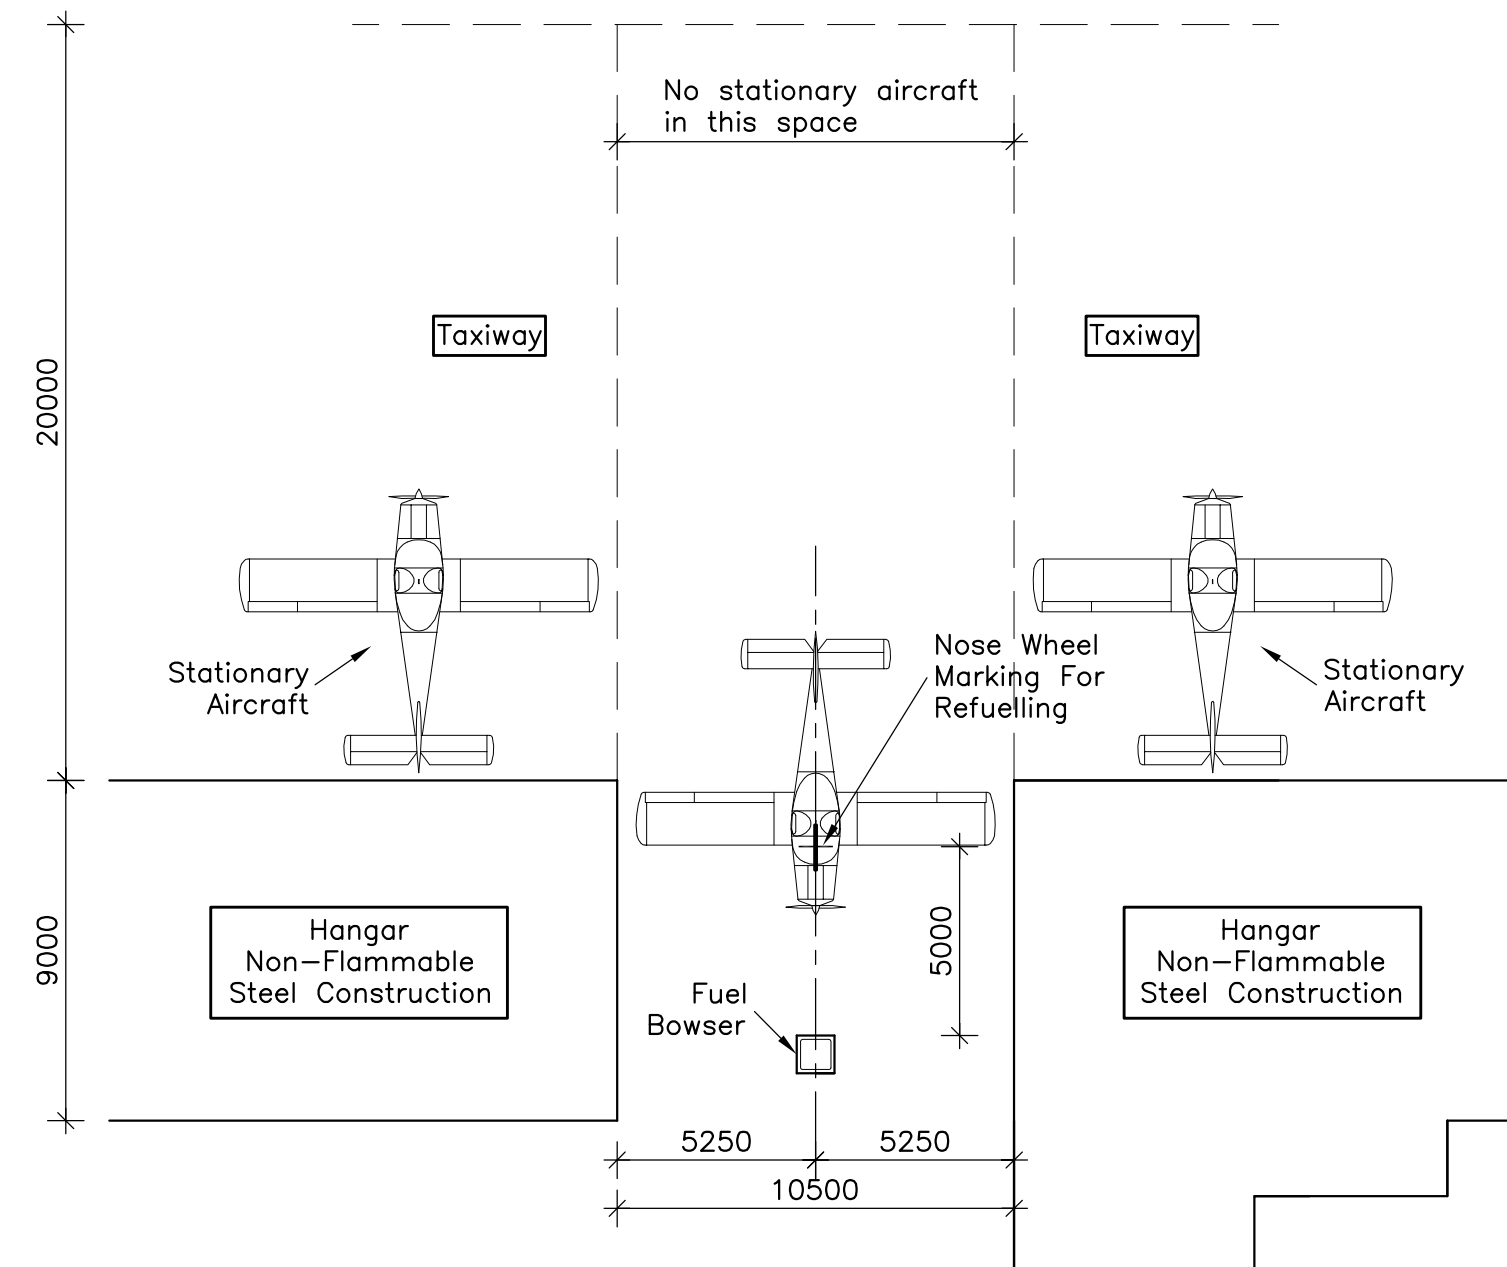 No stationary aircraft
in this space
Taxiway
Taxiway
20000
Stationary
Aircraft
Nose Wheel
Marking For
Refuelling
Stationary
Aircraft
9000
Hangar
Non-Flammable
Steel Construction
5000
Hangar
Non-Flammable
Steel Construction
Fuel
Bowser
5250
5250
10500